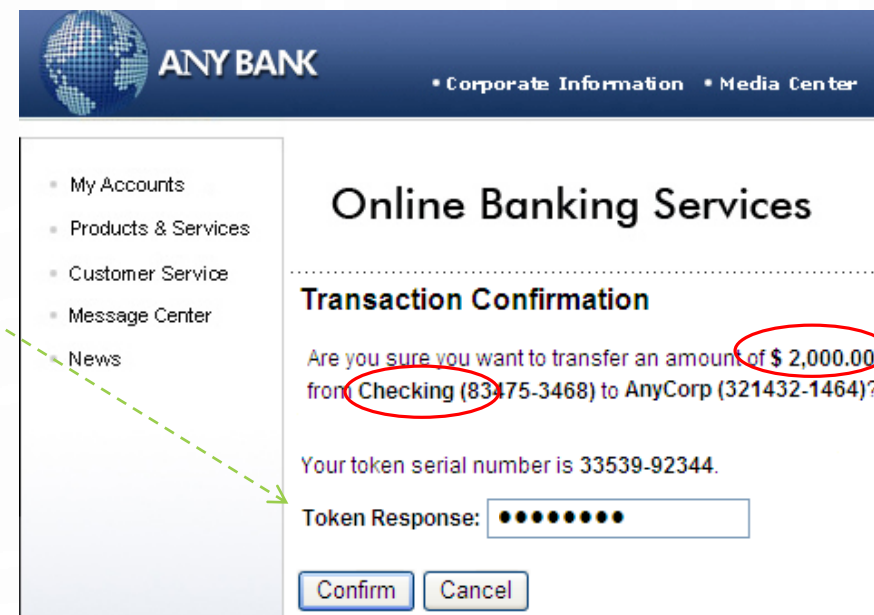 ANY BANK
• Corporate Information • Media Center
My Accounts
Products & Services
Customer Service
Message Center
News
Online Banking Services
Transaction Confirmation
Are you sure you want to transfer an amount of $ 2,000.00
from Checking (83475-3468) to AnyCorp (321432-1464)?
Your token serial number is 33539-92344.
Token Response: ●●●●●●●●
Confirm Cancel